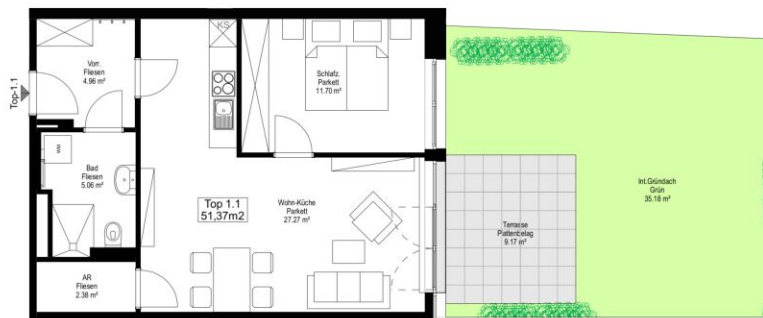 Top-1.1
Vorr.
Fliesen
4.96 m²
KS
Schlafz.
Parkett
11.70 m²
WM
Bad
Fliesen
5.06 m²
Top 1.1
51,37m2
Wohn-Küche
Parkett
27.27 m²
AR
Fliesen
2.38 m²
Terrasse
Plattenbelag
9.17 m²
Int.Gründach
Grün
35.18 m²